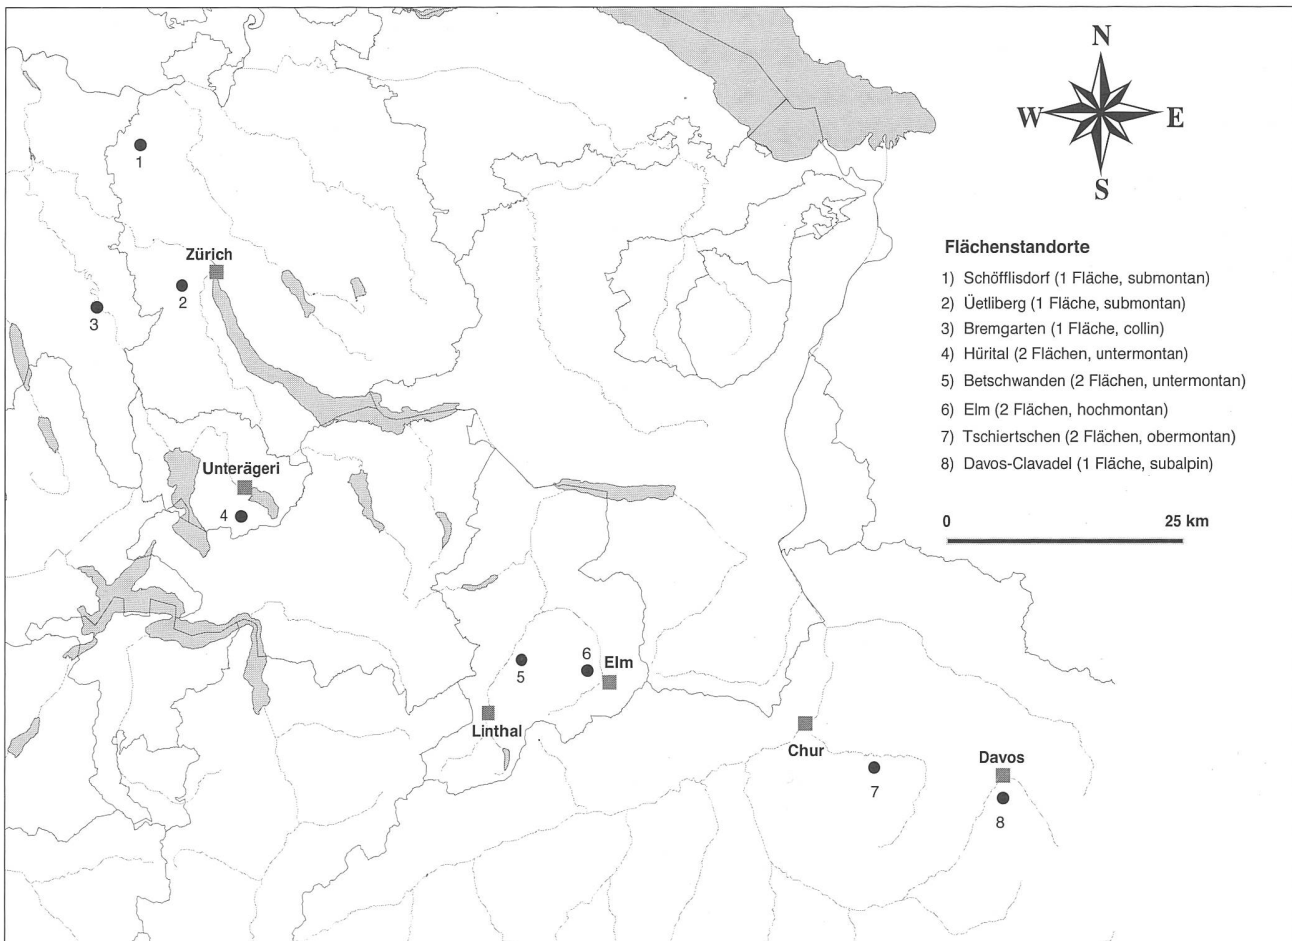 N
W E
S
1
Zürich
2
3
Flächenstandorte
1) Schöfflisdorf (1 Fläche, submontan)
2) Üetliberg (1 Fläche, submontan)
3) Bremgarten (1 Fläche, collin)
4) Hürital (2 Flächen, untermontan)
5) Betschwanden (2 Flächen, untermontan)
6) Elm (2 Flächen, hochmontan)
7) Tschiertschen (2 Flächen, obermontan)
8) Davos-Clavadel (1 Fläche, subalpin)
0 25 km
Unterägeri
4
6
Elm
5
Linthal
Chur
7
Davos
8